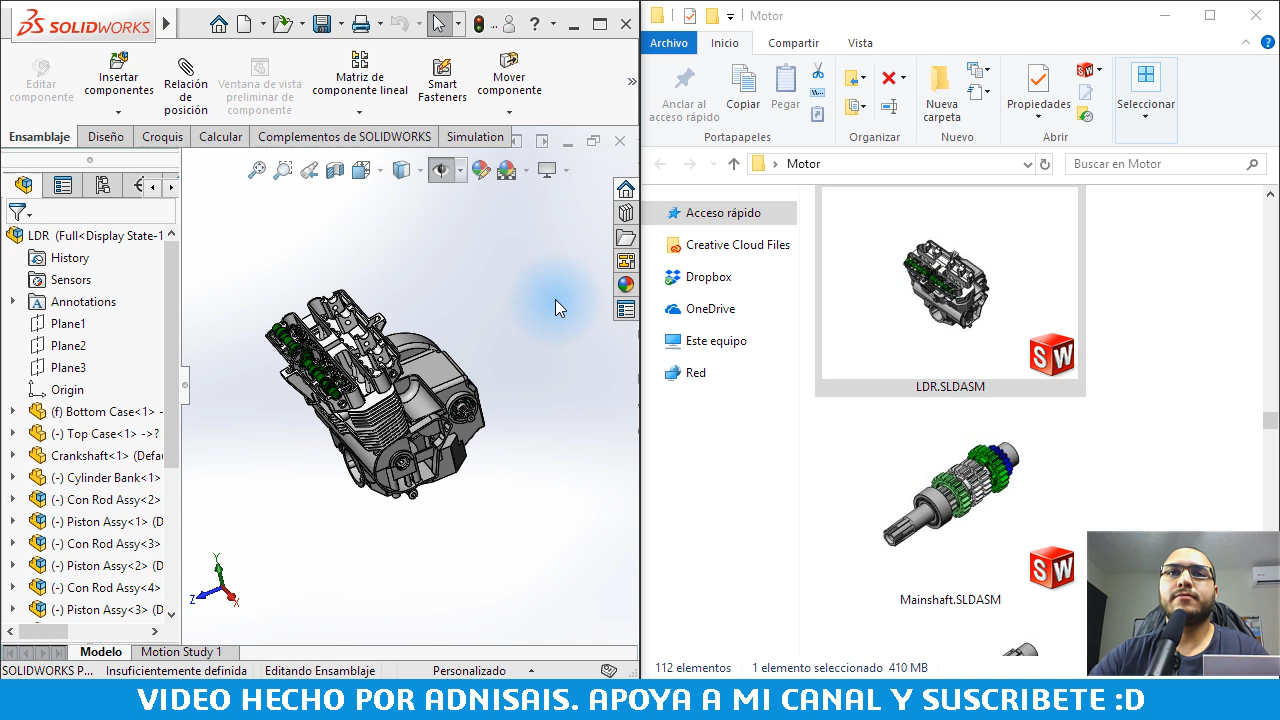 SOLIDWORKS
Editar componente
Insertar componentes
Relación de posición
Ventana de vista preliminar de componente
Matriz de componente lineal
Smart Fasteners
Mover componente
Ensamblaje
Diseño
Croquis
Calcular
Complementos de SOLIDWORKS
Simulation
LDR (Full<Display State-1
History
Sensors
Annotations
Plane1
Plane2
Plane3
Origin
(f) Bottom Case<1> -
(-) Top Case<1> ->?
Crankshaft<1> (Defau
(-) Cylinder Bank<1>
(-) Con Rod Assy<2>
(-) Piston Assy<1> (D
(-) Con Rod Assy<3>
(-) Piston Assy<2> (D
(-) Con Rod Assy<4>
(-) Piston Assy<3> (D
Y
Z
X
Modelo
Motion Study 1
SOLIDWORKS P...
Insuficientemente definida
Editando Ensamblaje
Personalizado
Motor
Archivo
Inicio
Compartir
Vista
Anclar al acceso rápido
Copiar
Pegar
Portapapeles
Organizar
Nueva carpeta
Nuevo
Propiedades
Abrir
Seleccionar
Motor
Buscar en Motor
Acceso rápido
Creative Cloud Files
Dropbox
OneDrive
Este equipo
Red
SW
LDR.SLDASM
SW
Mainshaft.SLDASM
112 elementos
1 elemento seleccionado 410 MB
VIDEO HECHO POR ADNISAIS. APOYA A MI CANAL Y SUSCRIBETE :D